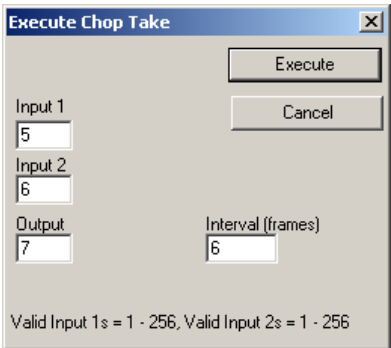 Execute Chop Take
Execute
Cancel
Input 1
5
Input 2
6
Output
7
Interval (frames)
6
Valid Input 1s = 1 - 256, Valid Input 2s = 1 - 256